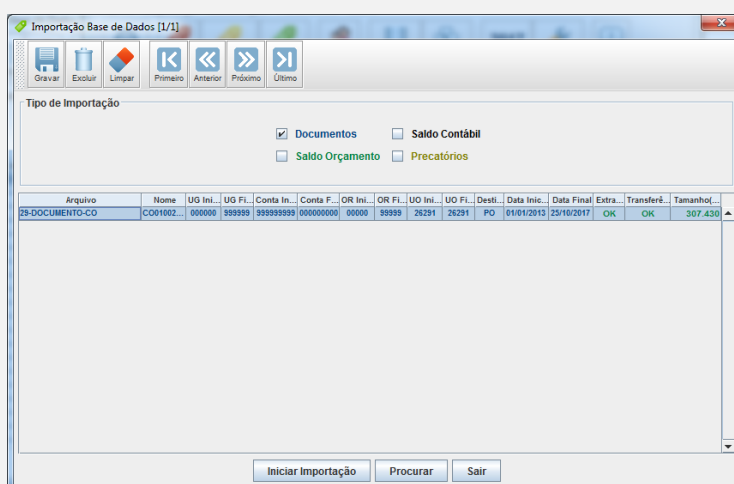 Importação Base de Dados [1/1]
x
Gravar Excluir Limpar Primeiro Anterior Próximo Último
Tipo de Importação
Documentos Saldo Contábil
Saldo Orçamento Precatórios
Arquivo Nome UG Ini... UG Fi... Conta In... Conta F... OR Ini... OR Fi... UO Ini... UO Fi... Desti... Data Inic... Data Final Extra... Transferê... Tamanho(...
29-DOCUMENTO-CO CO01002... 000000 999999 999999999 000000000 00000 99999 26291 26291 PO 01/01/2013 25/10/2017 OK OK 307.430
Iniciar Importação Procurar Sair